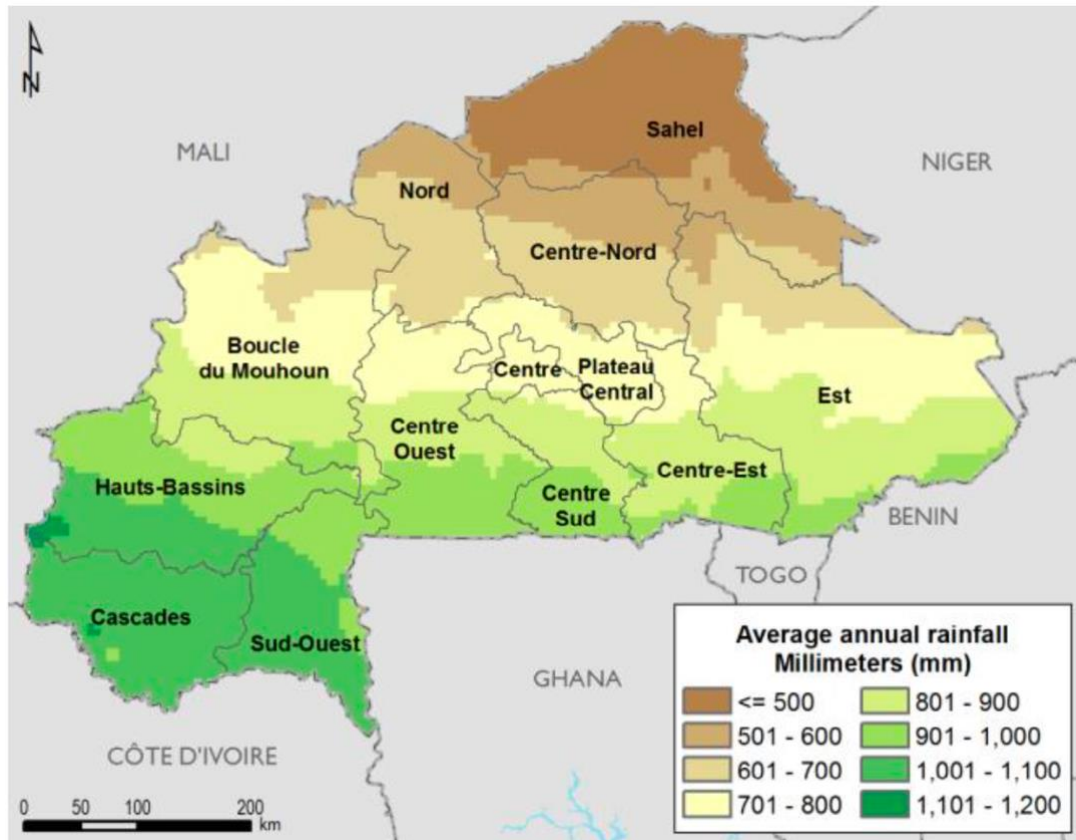 N
MALI
Sahel
NIGER
Nord
Centre-Nord
Boucle
du Mouhoun
Centre
Plateau
Central
Est
Centre
Ouest
Centre-Est
Hauts-Bassins
Centre
Sud
BENIN
TOGO
Cascades
Sud-Ouest
GHANA
CÔTE D'IVOIRE
0 100 200
km
Average annual rainfall
Millimeters (mm)
<= 500
501 - 600
601 - 700
701 - 800
801 - 900
901 - 1,000
1,001 - 1,100
1,101 - 1,200